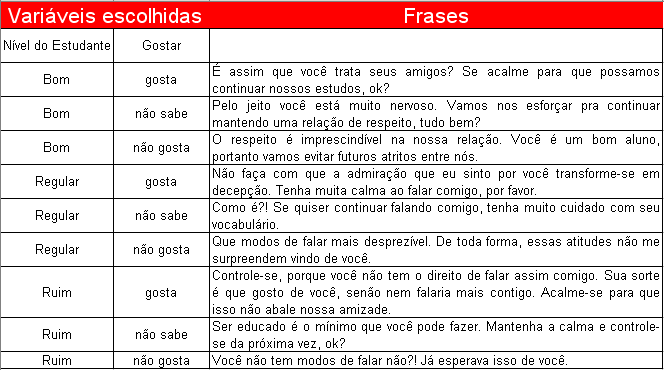 Variáveis escolhidas Frases
Nível do Estudante Gostar
Bom gosta É assim que você trata seus amigos? Se acalme para que possamos
continuar nossos estudos, ok?
Bom não sabe Pelo jeito você está muito nervoso. Vamos nos esforçar pra continuar
mantendo uma relação de respeito, tudo bem?
Bom não gosta O respeito é imprescindível na nossa relação. Você é um bom aluno,
portanto vamos evitar futuros atritos entre nós.
Regular gosta Não faça com que a admiração que eu sinto por você transforme-se em
decepção. Tenha muita calma ao falar comigo, por favor.
Regular não sabe Como é?! Se quiser continuar falando comigo, tenha muito cuidado com seu
vocabulário.
Regular não gosta Que modos de falar mais desprezível. De toda forma, essas atitudes não me
surpreendem vindo de você.
Ruim gosta Controle-se, porque você não tem o direito de falar assim comigo. Sua sorte
é que gosto de você, senão nem falaria mais contigo. Acalme-se para que
isso não abale nossa amizade.
Ruim não sabe Ser educado é o mínimo que você pode fazer. Mantenha a calma e controle-
se da próxima vez, ok?
Ruim não gosta Você não tem modos de falar não?! Já esperava isso de você.